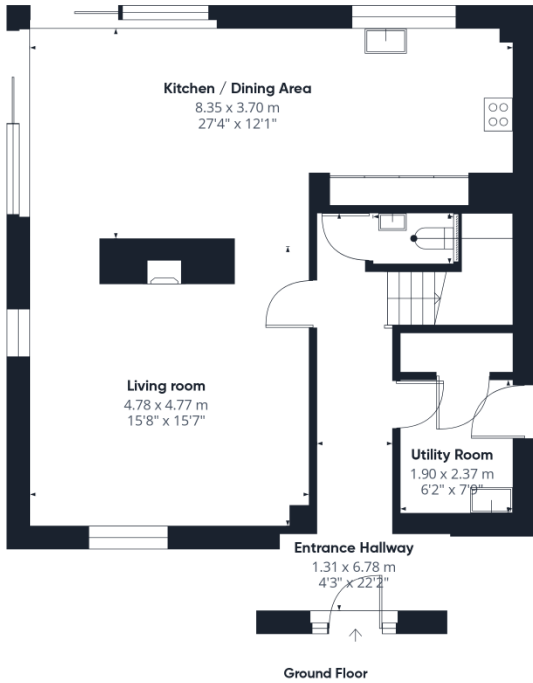 Kitchen / Dining Area
8.35 x 3.70 m
27'4" x 12'1"
Living room
4.78 x 4.77 m
15'8" x 15'7"
Utility Room
1.90 x 2.37 m
6'2" x 7'9"
Entrance Hallway
1.31 x 6.78 m
4'3" x 22'2"
Ground Floor